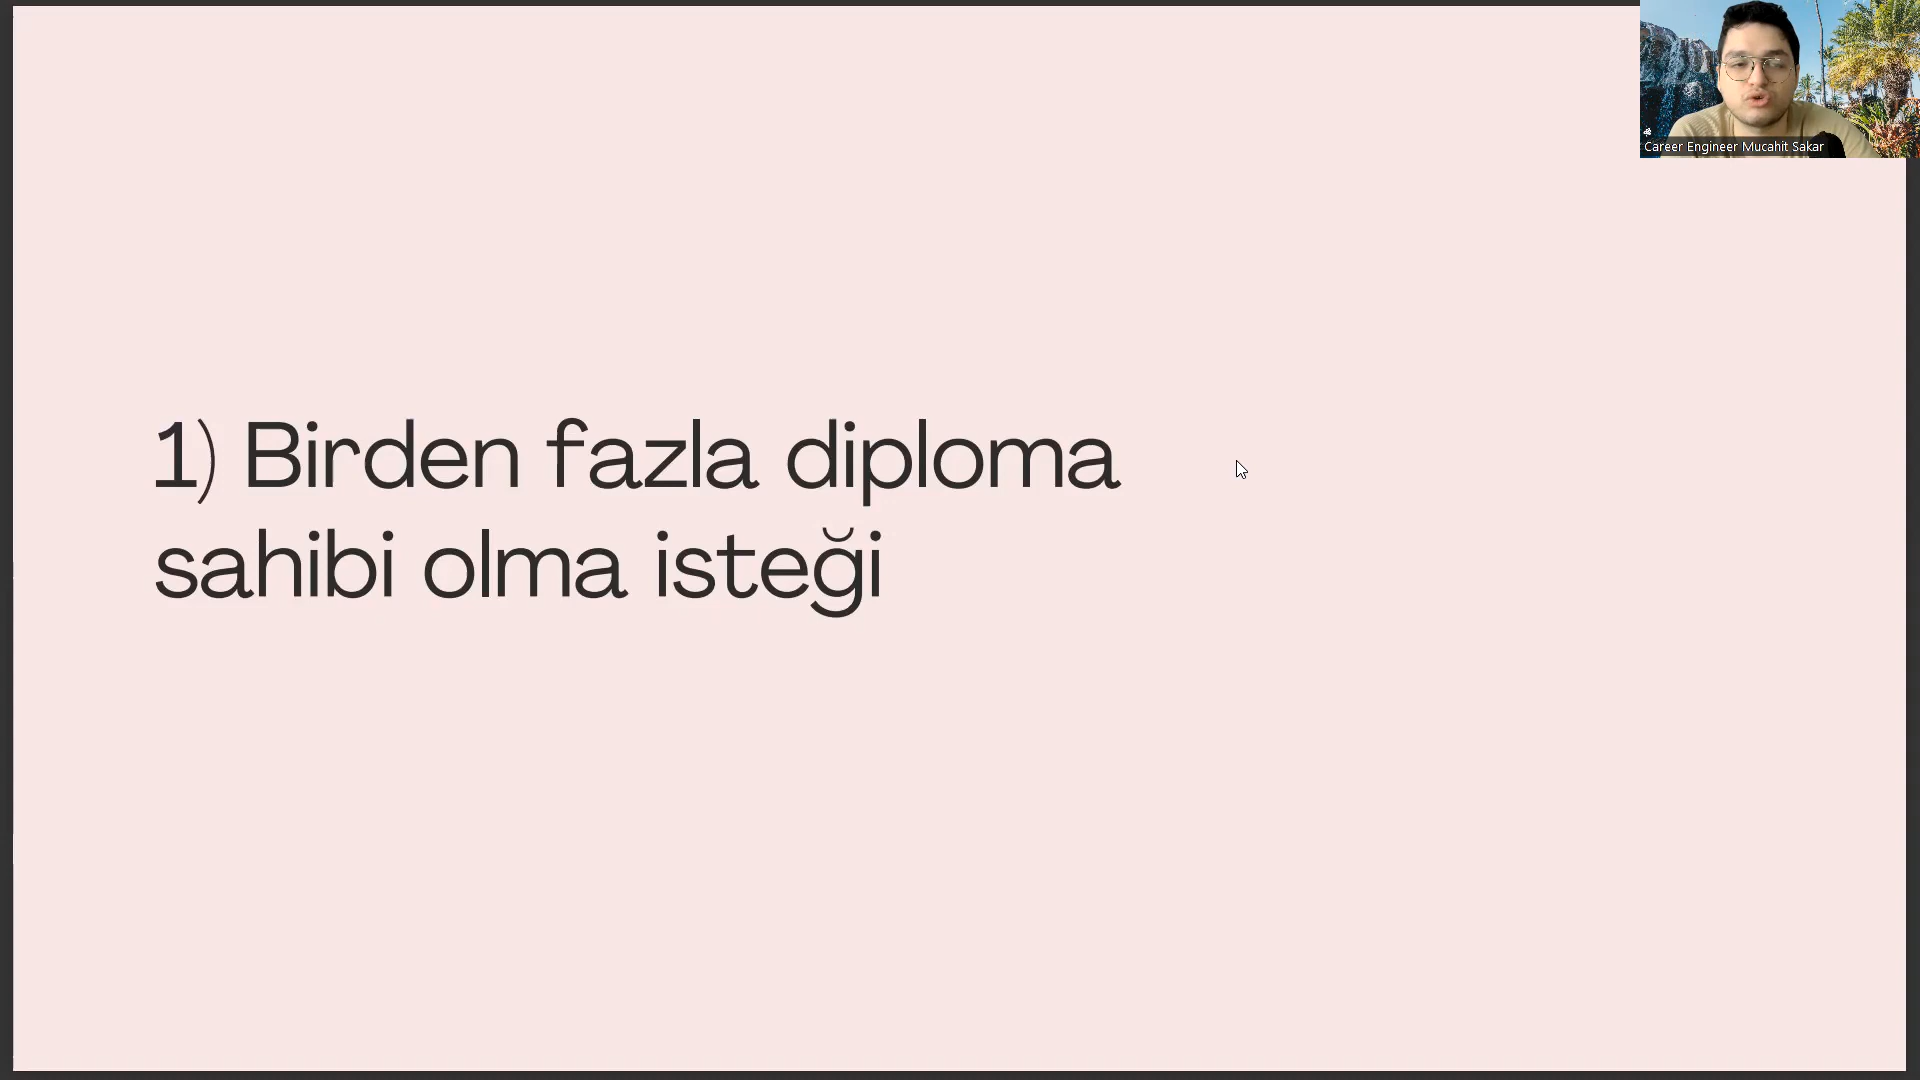 Career Engineer Mucahit Sakar
1) Birden fazla diploma
sahibi olma isteği